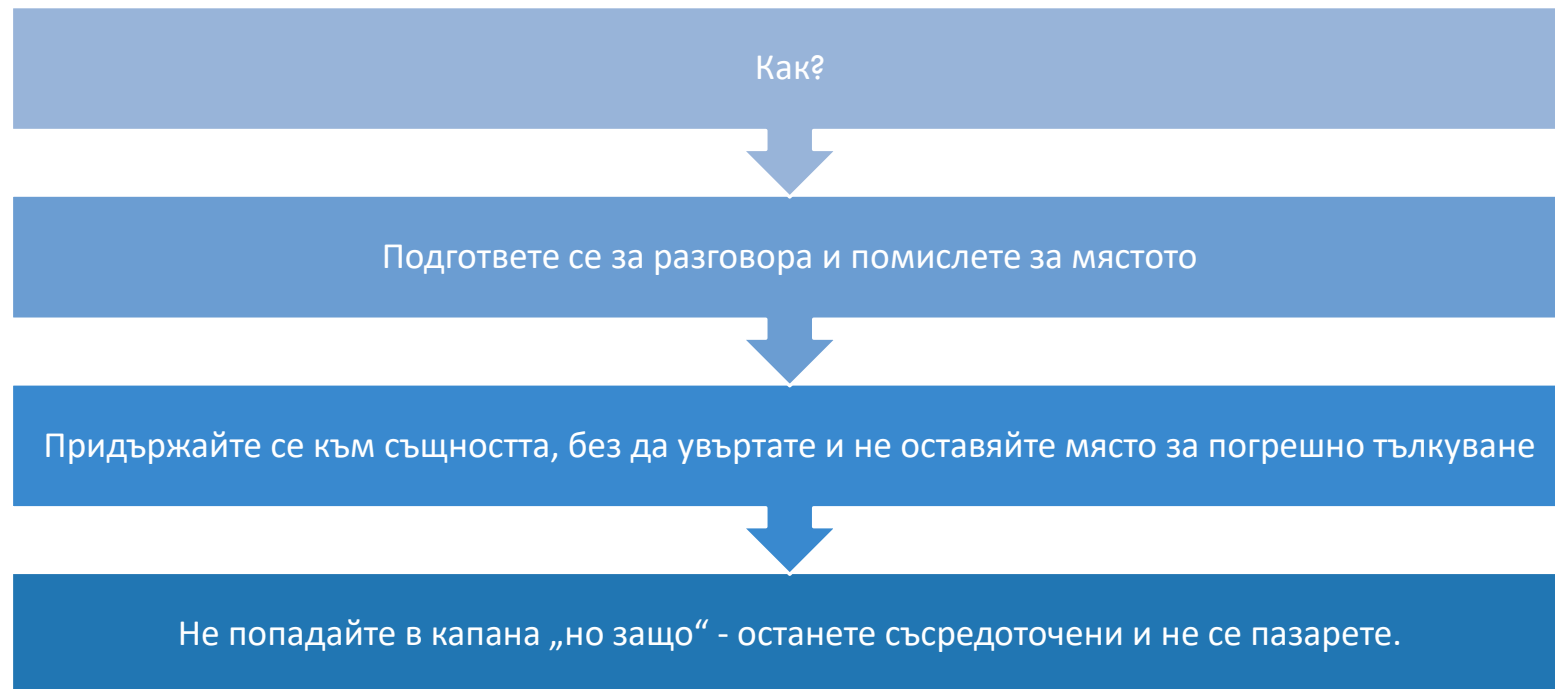 Как?
Подгответе се за разговора и помислете за мястото
Придържайте се към същността, без да увъртате и не оставяйте място за погрешно тълкуване
Не попадайте в капана „но защо“ - останете съсредоточени и не се пазарете.